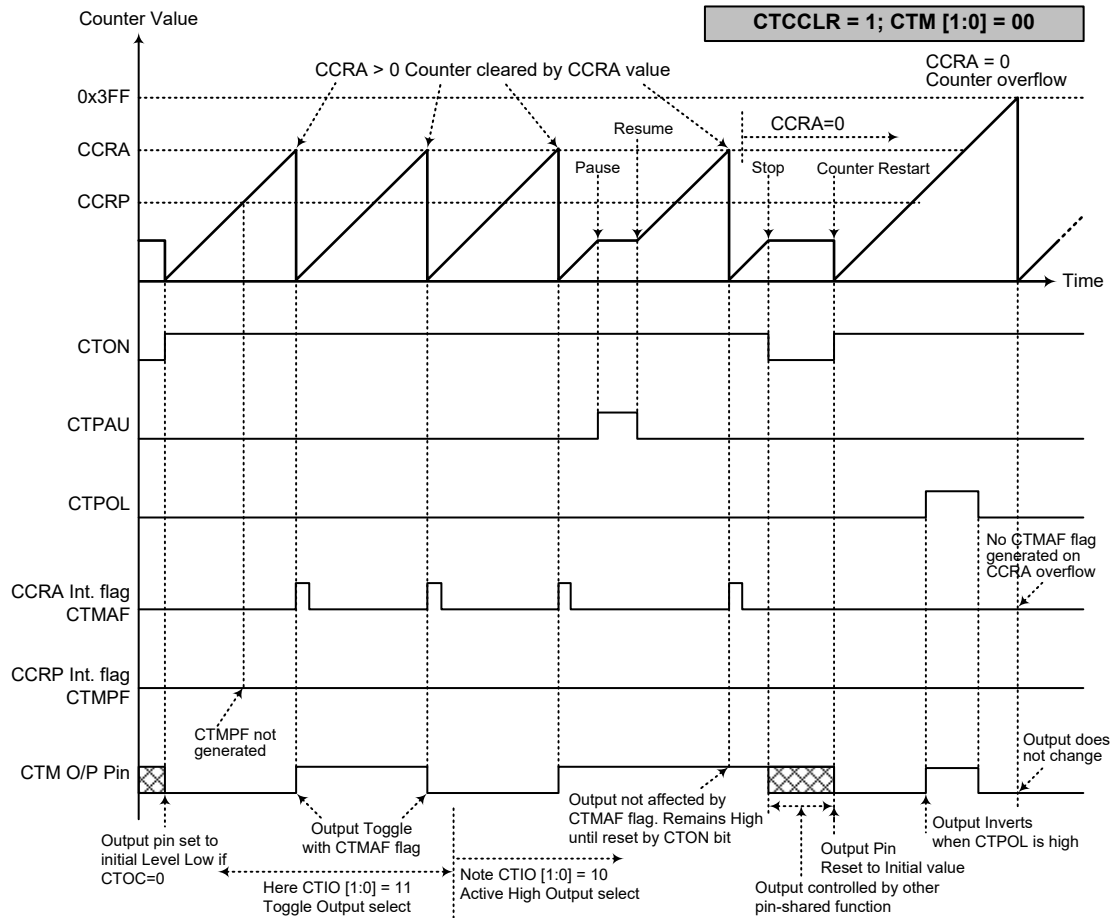 Counter Value
CTCCLR = 1; CTM [1:0] = 00
CCRA > 0 Counter cleared by CCRA value
CCRA = 0
Counter overflow
0x3FF
CCRA=0
Resume
CCRA
Pause
Stop
Counter Restart
CCRP
Time
CTON
CTPAU
CTPOL
No CTMAF flag
generated on
CCRA overflow
CCRA Int. flag
CTMAF
CCRP Int. flag
CTMPF
CTMPF not
generated
Output does
not change
CTM O/P Pin
Output pin set to
initial Level Low if
CTOC=0
Output Toggle
with CTMAF flag
Output not affected by
CTMAF flag. Remains High
until reset by CTON bit
Output Inverts
when CTPOL is high
Output Pin
Reset to Initial value
Here CTIO [1:0] = 11
Toggle Output select
Note CTIO [1:0] = 10
Active High Output select
Output controlled by other
pin-shared function